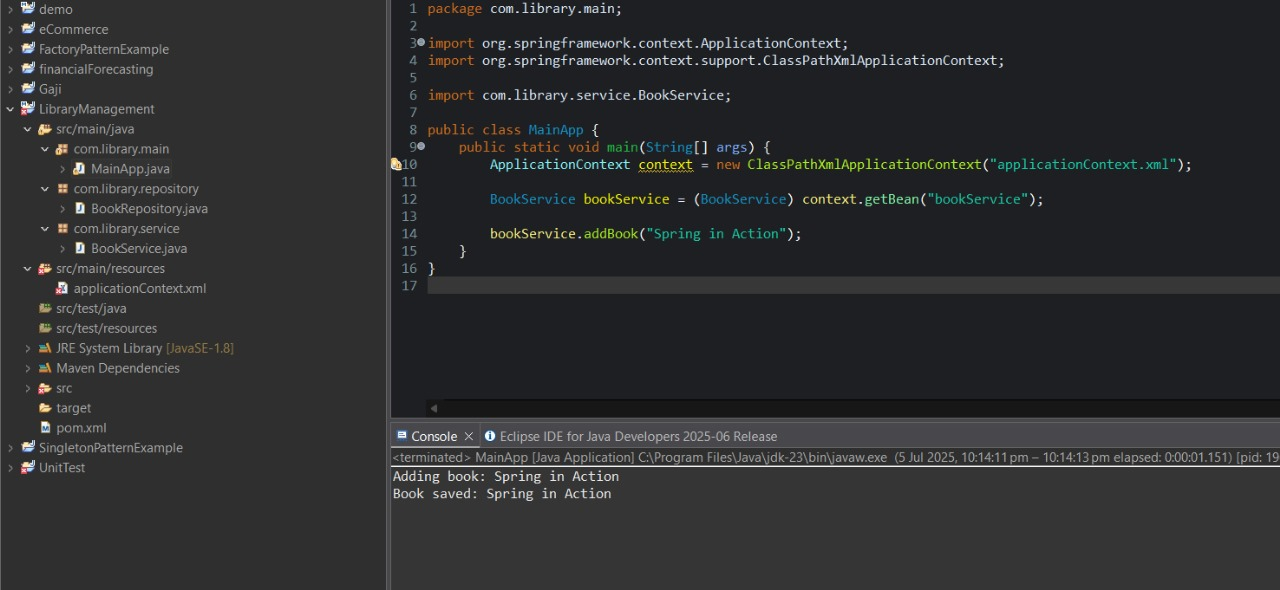 demo
eCommerce
FactoryPatternExample
financialForecasting
Gaji
LibraryManagement
src/main/java
com.library.main
MainApp.java
com.library.repository
BookRepository.java
com.library.service
BookService.java
src/main/resources
applicationContext.xml
src/test/java
src/test/resources
JRE System Library [JavaSE-1.8]
Maven Dependencies
src
target
pom.xml
SingletonPatternExample
UnitTest
1 package com.library.main;
2
3 import org.springframework.context.ApplicationContext;
4 import org.springframework.context.support.ClassPathXmlApplicationContext;
5
6 import com.library.service.BookService;
7
8 public class MainApp {
9     public static void main(String[] args) {
10         ApplicationContext context = new ClassPathXmlApplicationContext("applicationContext.xml");
11
12         BookService bookService = (BookService) context.getBean("bookService");
13
14         bookService.addBook("Spring in Action");
15     }
16 }
17
Console Eclipse IDE for Java Developers 2025-06 Release
<terminated> MainApp [Java Application] C:\Program Files\Java\jdk-23\bin\javaw.exe (5 Jul 2025, 10:14:11 pm – 10:14:13 pm elapsed: 0:00:01.151) [pid: 19
Adding book: Spring in Action
Book saved: Spring in Action